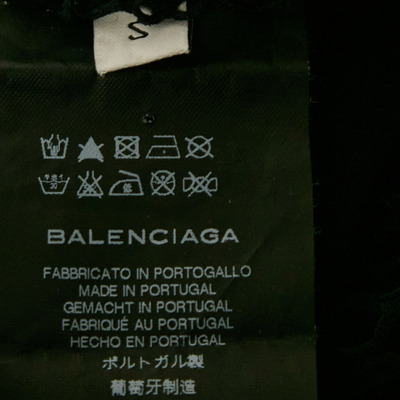 S
BALENCIAGA
FABBRICATO IN PORTOGALLO
MADE IN PORTUGAL
GEMACHT IN PORTUGAL
FABRIQUÉ AU PORTUGAL
HECHO EN PORTUGAL
ポルトガル製
葡萄牙制造